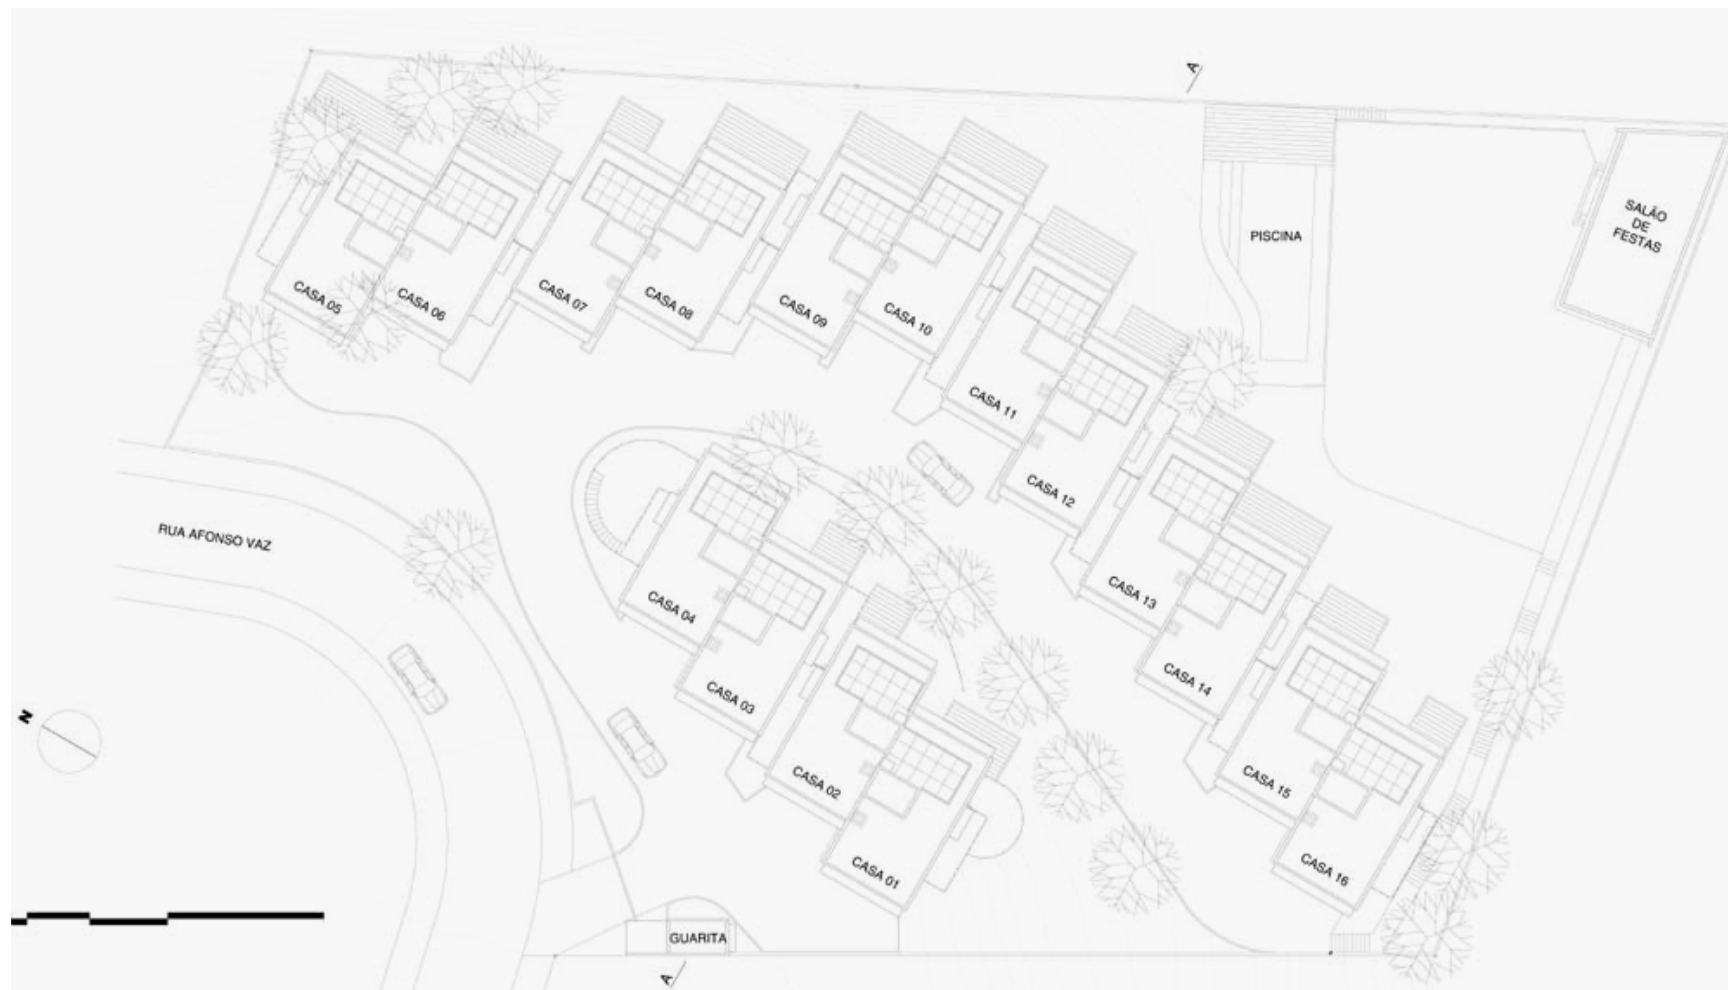 A
SALÃO
DE
FESTAS
PISCINA
CASA 05
CASA 06
CASA 07
CASA 08
CASA 09
CASA 10
CASA 11
CASA 12
RUA AFONSO VAZ
CASA 04
CASA 13
CASA 03
CASA 14
N
CASA 02
CASA 15
CASA 01
CASA 16
GUARITA
A